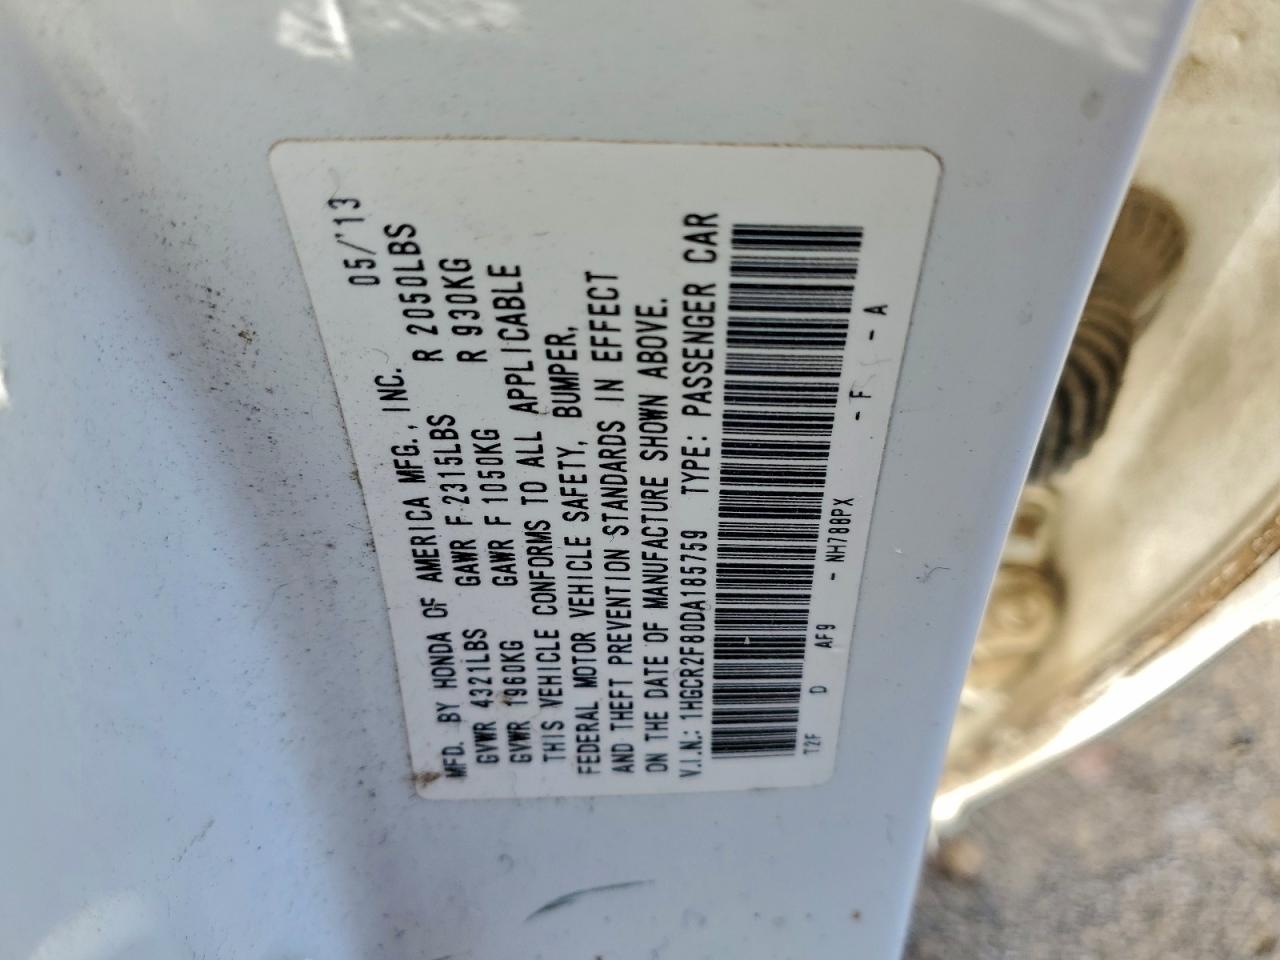 MFD. BY HONDA OF AMERICA MFG., INC. 05/'13
GVWR 4321LBS GAWR F 2315LBS R 2050LBS
GVWR 1960KG GAWR F 1050KG R 930KG
THIS VEHICLE CONFORMS TO ALL APPLICABLE
FEDERAL MOTOR VEHICLE SAFETY, BUMPER,
AND THEFT PREVENTION STANDARDS IN EFFECT
ON THE DATE OF MANUFACTURE SHOWN ABOVE.
V.I.N.: 1HGCR2F80DA185759 TYPE: PASSENGER CAR
T2F D AF9 - NH788PX - F - A